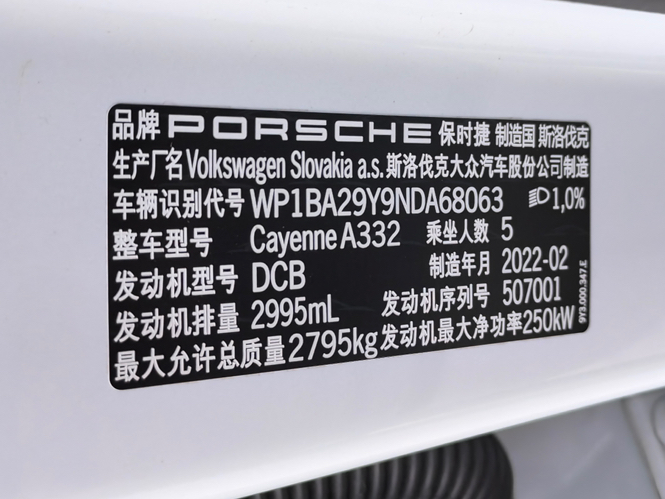 品牌 PORSCHE 保时捷 制造国 斯洛伐克
生产厂名 Volkswagen Slovakia a.s. 斯洛伐克大众汽车股份公司制造
车辆识别代号 WP1BA29Y9NDA68063 1,0%
整车型号 Cayenne A332 乘坐人数 5
发动机型号 DCB 制造年月 2022-02
发动机排量 2995mL 发动机序列号 507001
最大允许总质量 2795kg 发动机最大净功率 250kW
9Y3.000.347.E